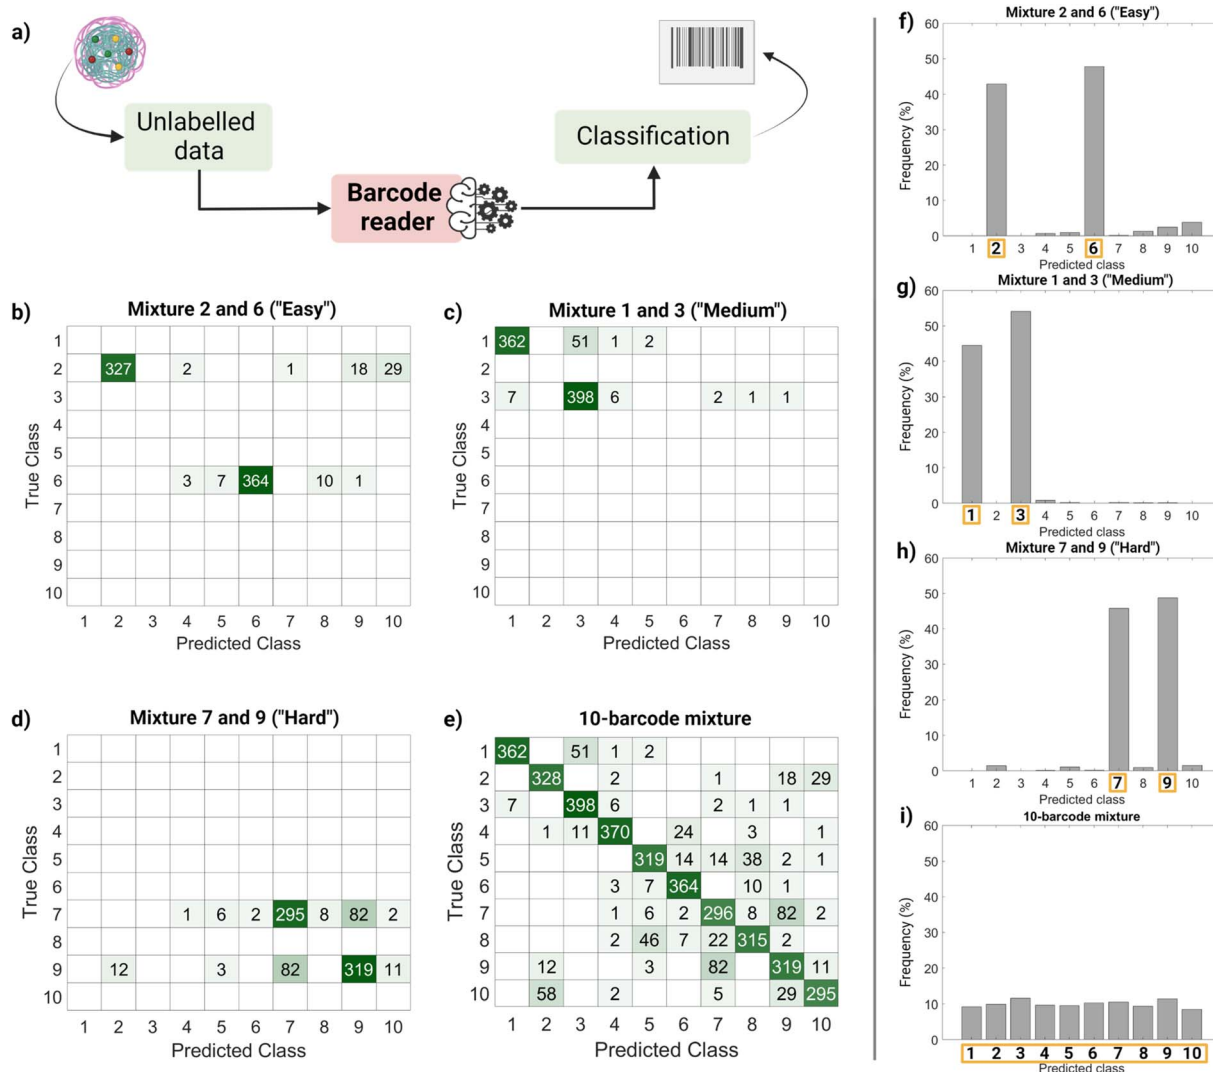 a)
Unlabelled
data
Barcode
reader
Classification
b)
Mixture 2 and 6 ("Easy")
True Class
1
2 327 2 1 18 29
3
4
5
6 3 7 364 10 1
7
8
9
10
1 2 3 4 5 6 7 8 9 10
Predicted Class
c)
Mixture 1 and 3 ("Medium")
True Class
1 362 51 1 2
2
3 7 398 6 2 1 1
4
5
6
7
8
9
10
1 2 3 4 5 6 7 8 9 10
Predicted Class
d)
Mixture 7 and 9 ("Hard")
True Class
1
2
3
4
5
6
7 1 6 2 295 8 82 2
8
9 12 3 82 319 11
10
1 2 3 4 5 6 7 8 9 10
Predicted Class
e)
10-barcode mixture
True Class
1 362 51 1 2
2 328 2 1 18 29
3 7 398 6 2 1 1
4 1 11 370 24 3 1
5 319 14 14 38 2 1
6 3 7 364 10 1
7 1 6 2 296 8 82 2
8 2 46 7 22 315 2
9 12 3 82 319 11
10 58 2 5 29 295
1 2 3 4 5 6 7 8 9 10
Predicted Class
f)
Mixture 2 and 6 ("Easy")
Frequency (%)
60
50
40
30
20
10
0
1 2 3 4 5 6 7 8 9 10
Predicted class
g)
Mixture 1 and 3 ("Medium")
Frequency (%)
60
50
40
30
20
10
0
1 2 3 4 5 6 7 8 9 10
Predicted class
h)
Mixture 7 and 9 ("Hard")
Frequency (%)
60
50
40
30
20
10
0
1 2 3 4 5 6 7 8 9 10
Predicted class
i)
10-barcode mixture
Frequency (%)
60
50
40
30
20
10
0
1 2 3 4 5 6 7 8 9 10
Predicted class